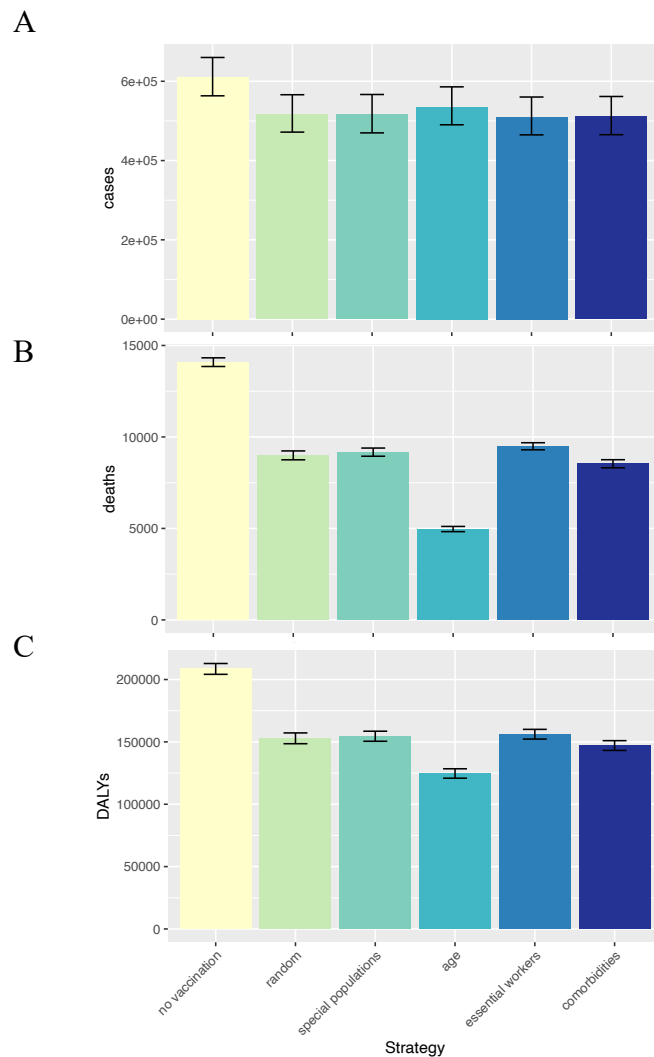 A
6e+05
4e+05
2e+05
0e+00
cases
B
15000
10000
5000
0
deaths
C
200000
150000
100000
50000
0
DALYs
no vaccination
random
special populations
age
essential workers
comorbidities
Strategy